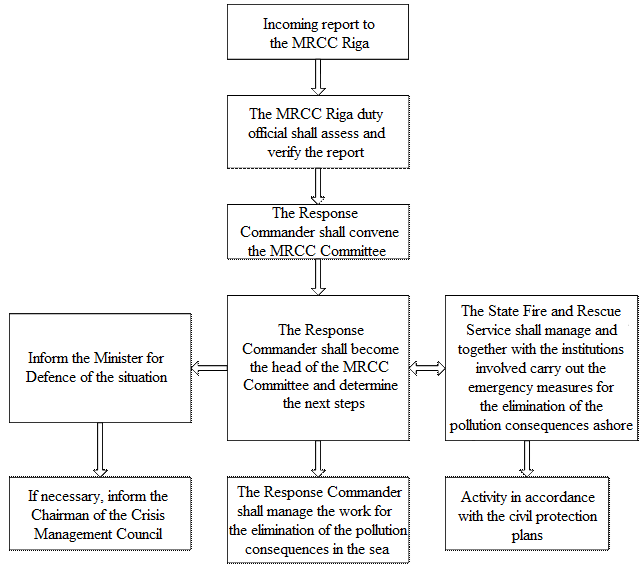 Incoming report to
the MRCC Riga
The MRCC Riga duty
official shall assess and
verify the report
The Response
Commander shall convene
the MRCC Committee
Inform the Minister for
Defence of the situation
The Response
Commander shall become
the head of the MRCC
Committee and determine
the next steps
The State Fire and Rescue
Service shall manage and
together with the institutions
involved carry out the
emergency measures for
the elimination of the
pollution consequences ashore
If necessary, inform the
Chairman of the Crisis
Management Council
The Response Commander
shall manage the work for
the elimination of the pollution
consequences in the sea
Activity in accordance
with the civil protection
plans